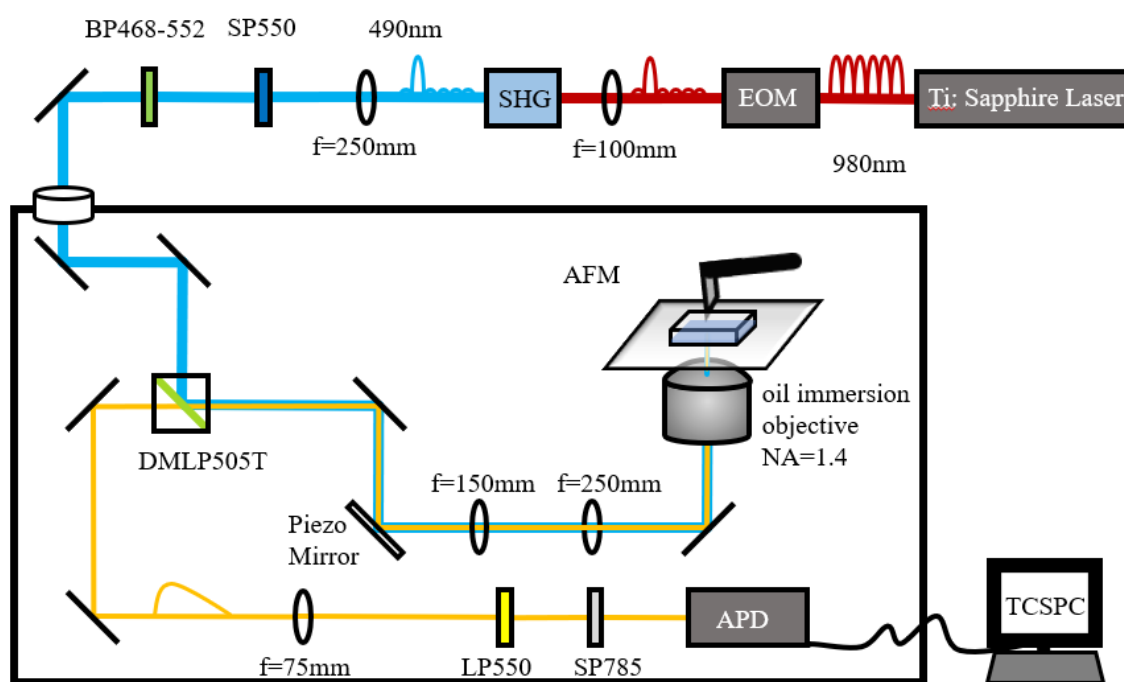 BP468-552
SP550
490nm
SHG
EOM
Ti: Sapphire Laser
f=250mm
f=100mm
980nm
AFM
oil immersion
objective
NA=1.4
DMLP505T
f=150mm
f=250mm
Piezo
Mirror
APD
TCSPC
f=75mm
LP550
SP785